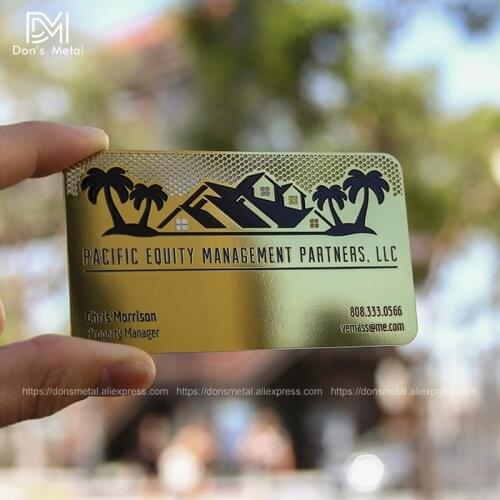 DM
Don's Metal
PACIFIC EQUITY MANAGEMENT PARTNERS, LLC
Chris Morrison
Property Manager
808.333.0566
vemass@me.com
https://donsmetal.aliexpress.com https://donsmetal.aliexpress.com https://donsmetal.aliexpress.com